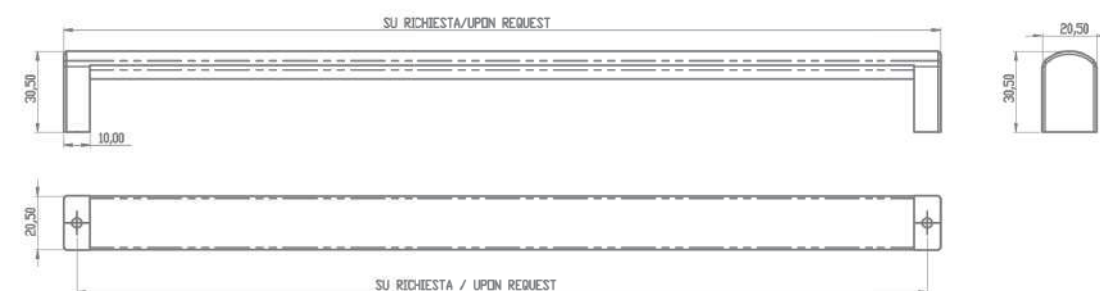 SU RICHIESTA/UPON REQUEST
20,50
30,50
30,50
10,00
20,50
SU RICHIESTA / UPON REQUEST